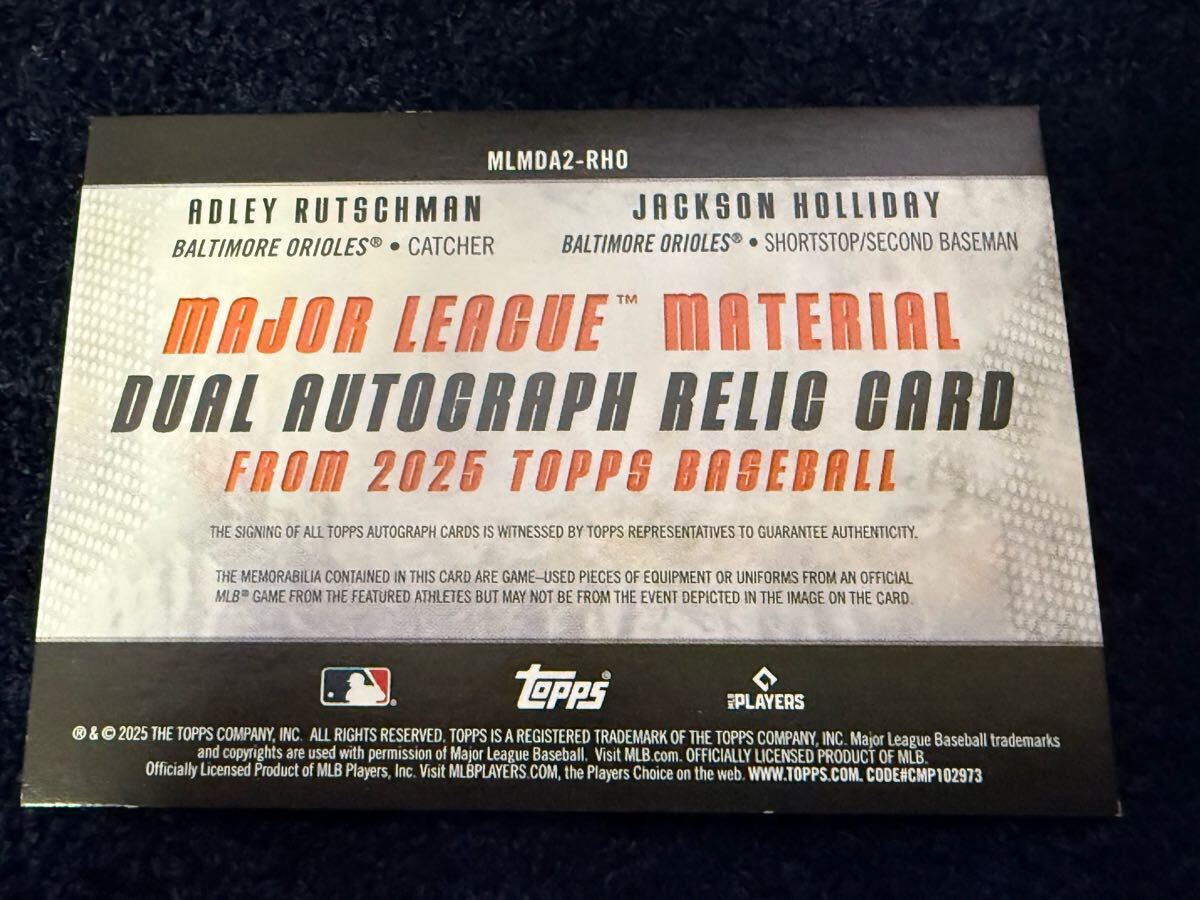 MLMDA2-RHO
ADLEY RUTSCHMAN
BALTIMORE ORIOLES® • CATCHER
JACKSON HOLLIDAY
BALTIMORE ORIOLES® • SHORTSTOP/SECOND BASEMAN
MAJOR LEAGUE™ MATERIAL
DUAL AUTOGRAPH RELIC CARD
FROM 2025 TOPPS BASEBALL
THE SIGNING OF ALL TOPPS AUTOGRAPH CARDS IS WITNESSED BY TOPPS REPRESENTATIVES TO GUARANTEE AUTHENTICITY.
THE MEMORABILIA CONTAINED IN THIS CARD ARE GAME–USED PIECES OF EQUIPMENT OR UNIFORMS FROM AN OFFICIAL
MLB® GAME FROM THE FEATURED ATHLETES BUT MAY NOT BE FROM THE EVENT DEPICTED IN THE IMAGE ON THE CARD.
Topps®
PLAYERS
® & © 2025 THE TOPPS COMPANY, INC. ALL RIGHTS RESERVED. TOPPS IS A REGISTERED TRADEMARK OF THE TOPPS COMPANY, INC. Major League Baseball trademarks
and copyrights are used with permission of Major League Baseball. Visit MLB.com. OFFICIALLY LICENSED PRODUCT OF MLB.
Officially Licensed Product of MLB Players, Inc. Visit MLBPLAYERS.COM, the Players Choice on the web. WWW.TOPPS.COM. CODE#CMP102973